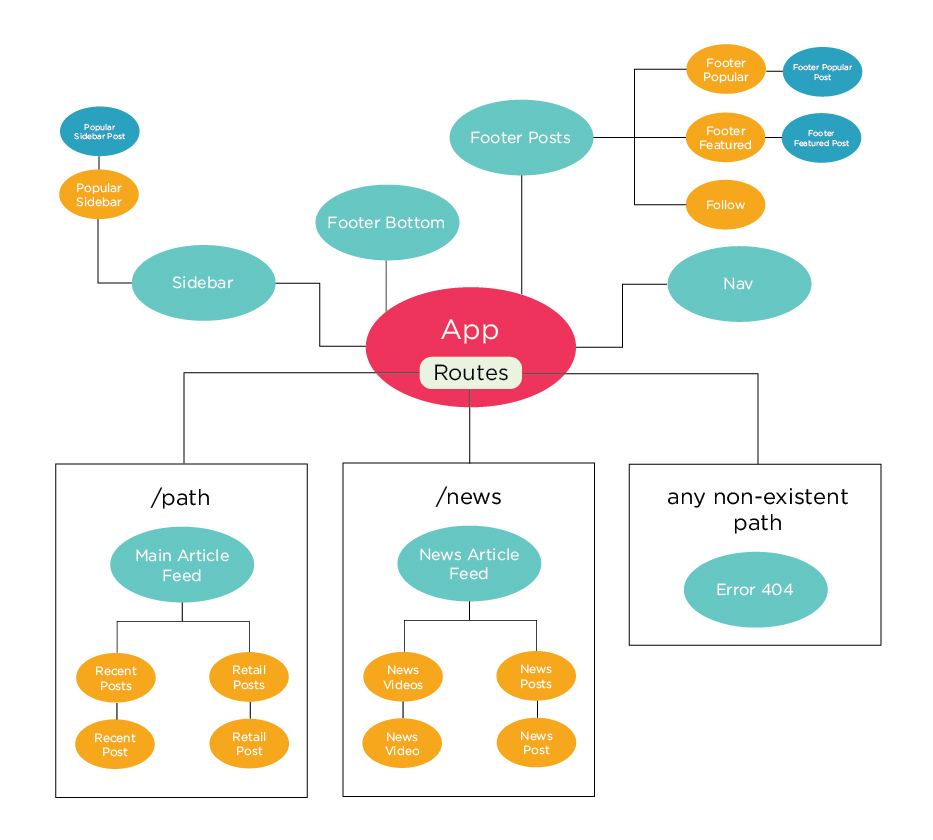 Footer
Popular
Footer Popular
Post
Popular
Sidebar Post
Footer Posts
Footer
Featured
Footer
Featured Post
Popular
Sidebar
Follow
Footer Bottom
Sidebar
Nav
App
Routes
/path
Main Article
Feed
Recent
Posts
Retail
Posts
Recent
Post
Retail
Post
/news
News Article
Feed
News
Videos
News
Posts
News
Video
News
Post
any non-existent
path
Error 404